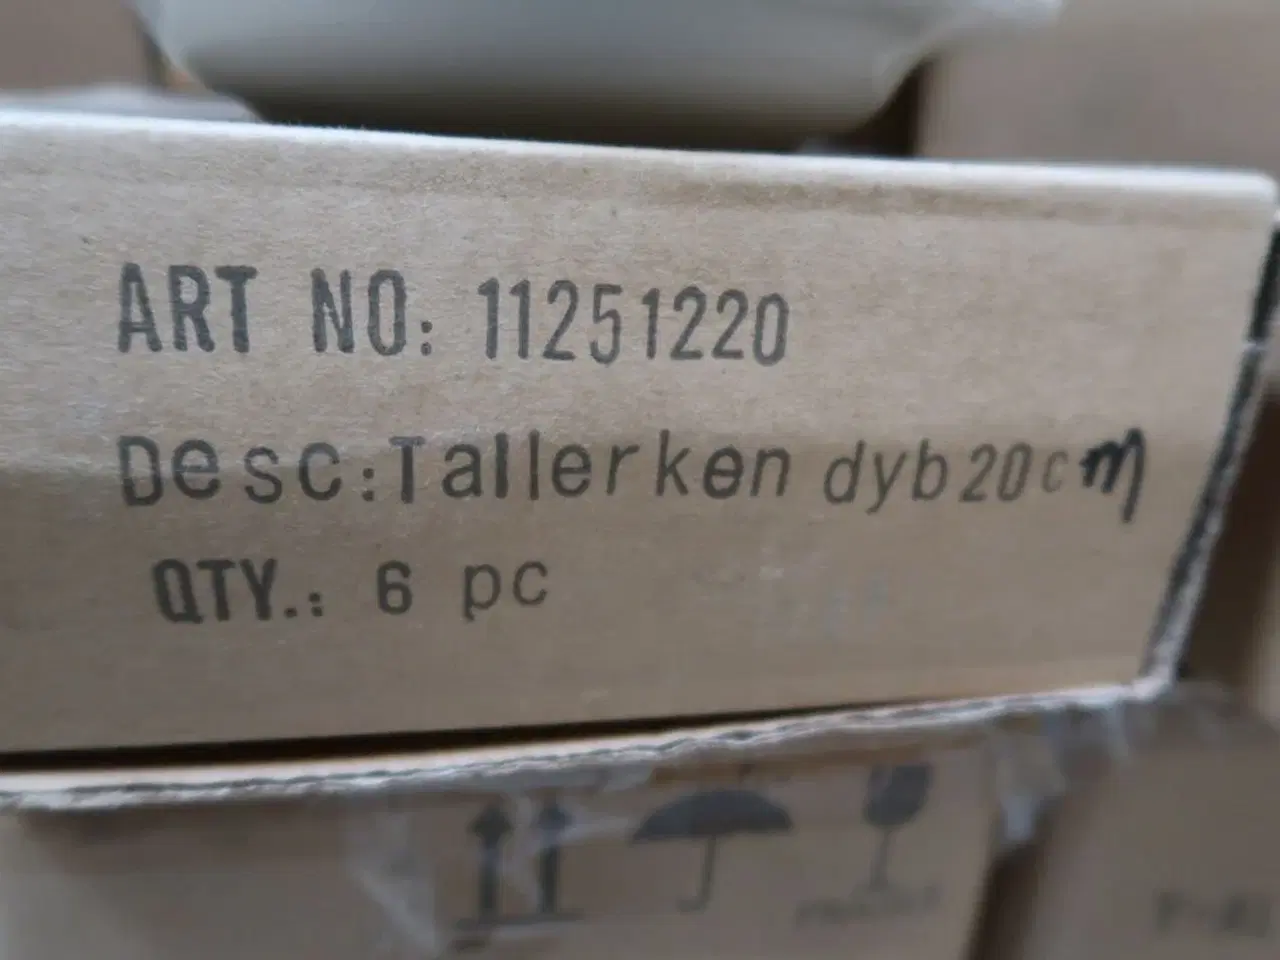 ART NO: 11251220
Desc:Tallerken dyb20cm
QTY.: 6 pc